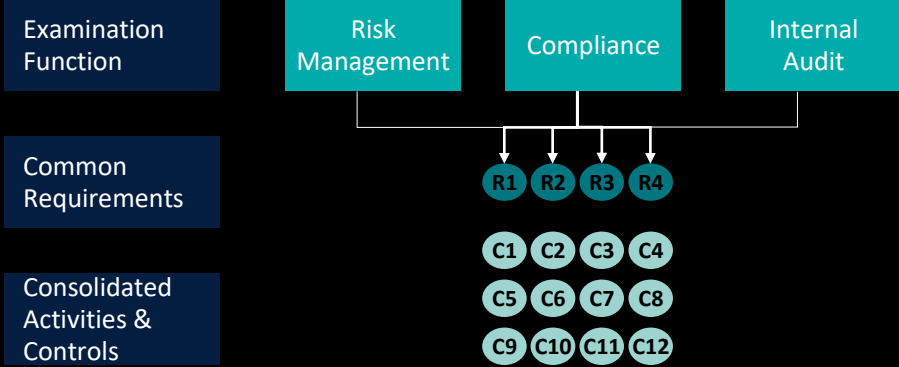 Examination
Function
Risk
Management
Compliance
Internal
Audit
Common
Requirements
R1 R2 R3 R4
C1 C2 C3 C4
Consolidated
Activities &
Controls
C5 C6 C7 C8
C9 C10 C11 C12